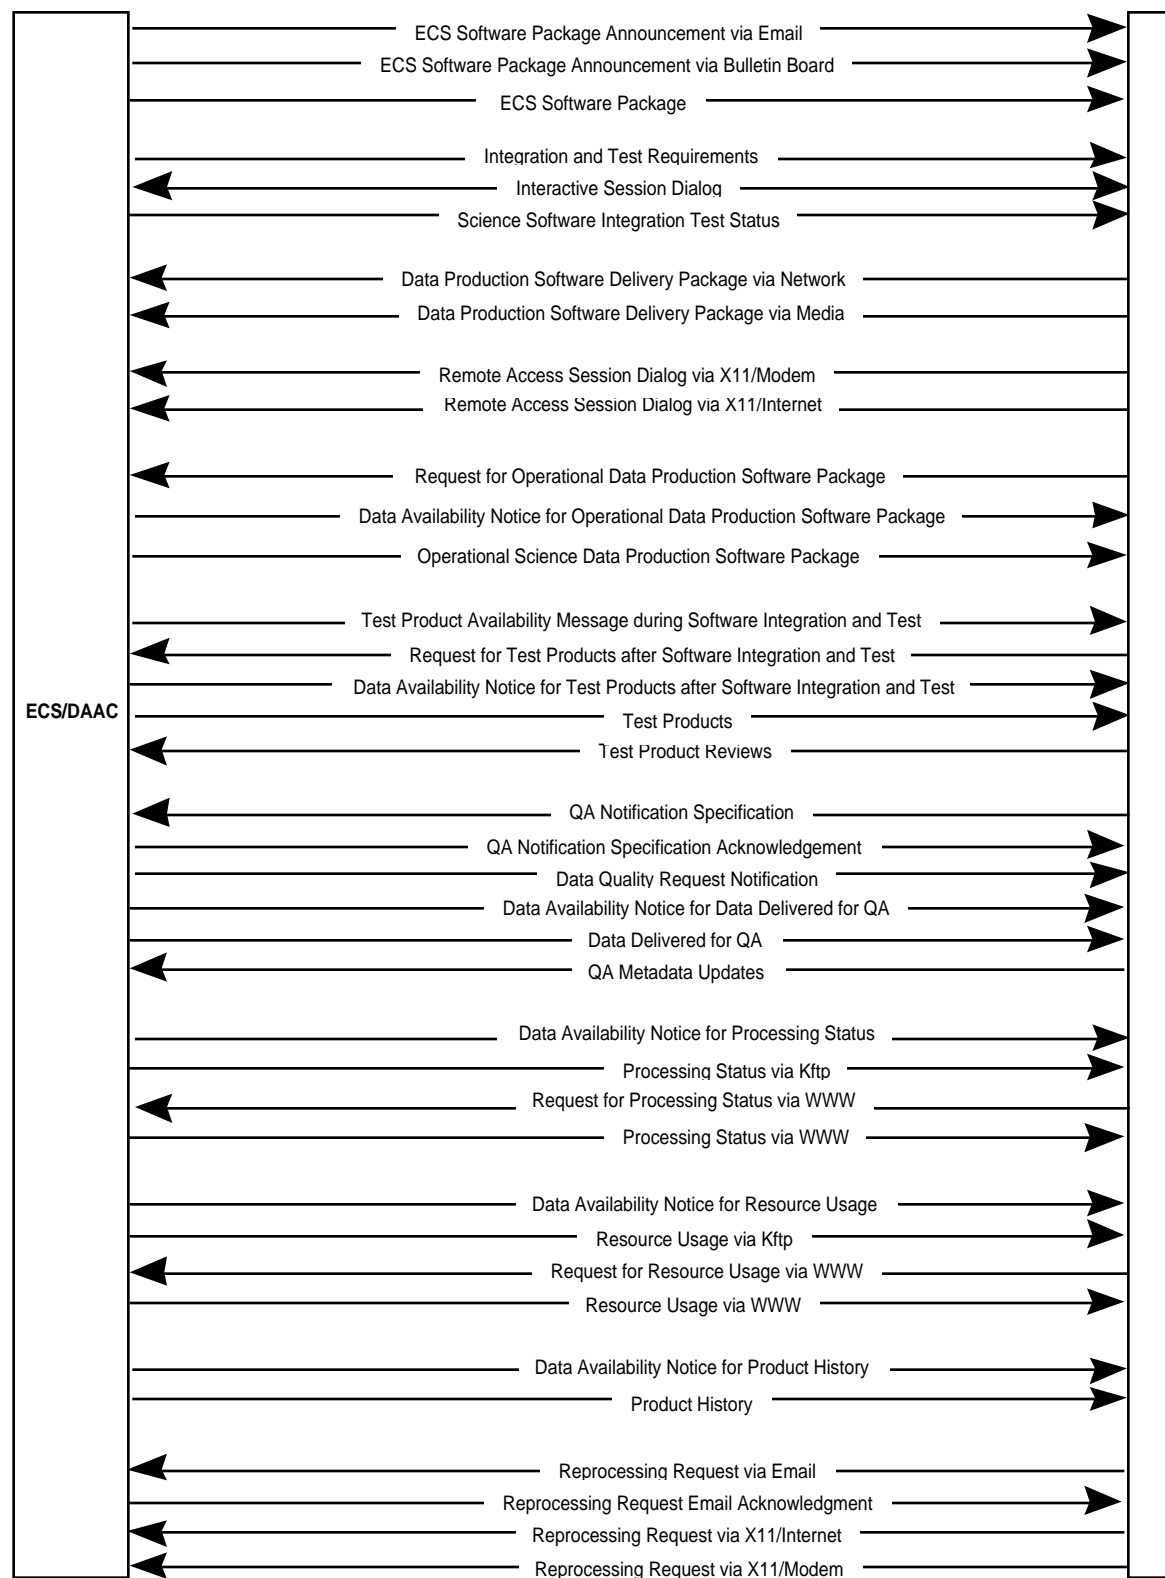 ECS Software Package Announcement via Email
ECS Software Package Announcement via Bulletin Board
ECS Software Package
Integration and Test Requirements
Interactive Session Dialog
Science Software Integration Test Status
Data Production Software Delivery Package via Network
Data Production Software Delivery Package via Media
Remote Access Session Dialog via X11/Modem
Remote Access Session Dialog via X11/Internet
Request for Operational Data Production Software Package
Data Availability Notice for Operational Data Production Software Package
Operational Science Data Production Software Package
Test Product Availability Message during Software Integration and Test
Request for Test Products after Software Integration and Test
Data Availability Notice for Test Products after Software Integration and Test
ECS/DAAC
Test Products
Test Product Reviews
QA Notification Specification
QA Notification Specification Acknowledgement
Data Quality Request Notification
Data Availability Notice for Data Delivered for QA
Data Delivered for QA
QA Metadata Updates
Data Availability Notice for Processing Status
Processing Status via Kftp
Request for Processing Status via WWW
Processing Status via WWW
Data Availability Notice for Resource Usage
Resource Usage via Kftp
Request for Resource Usage via WWW
Resource Usage via WWW
Data Availability Notice for Product History
Product History
Reprocessing Request via Email
Reprocessing Request Email Acknowledgment
Reprocessing Request via X11/Internet
Reprocessing Request via X11/Modem